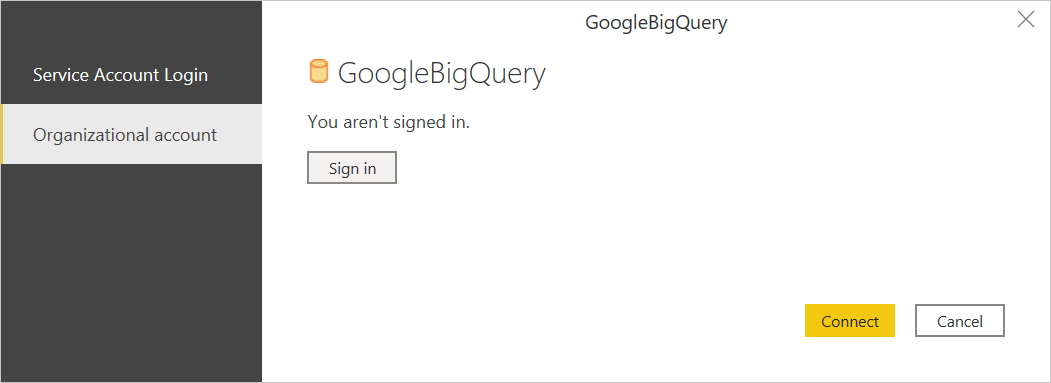 GoogleBigQuery
Service Account Login
Organizational account
GoogleBigQuery
You aren't signed in.
Sign in
Connect
Cancel